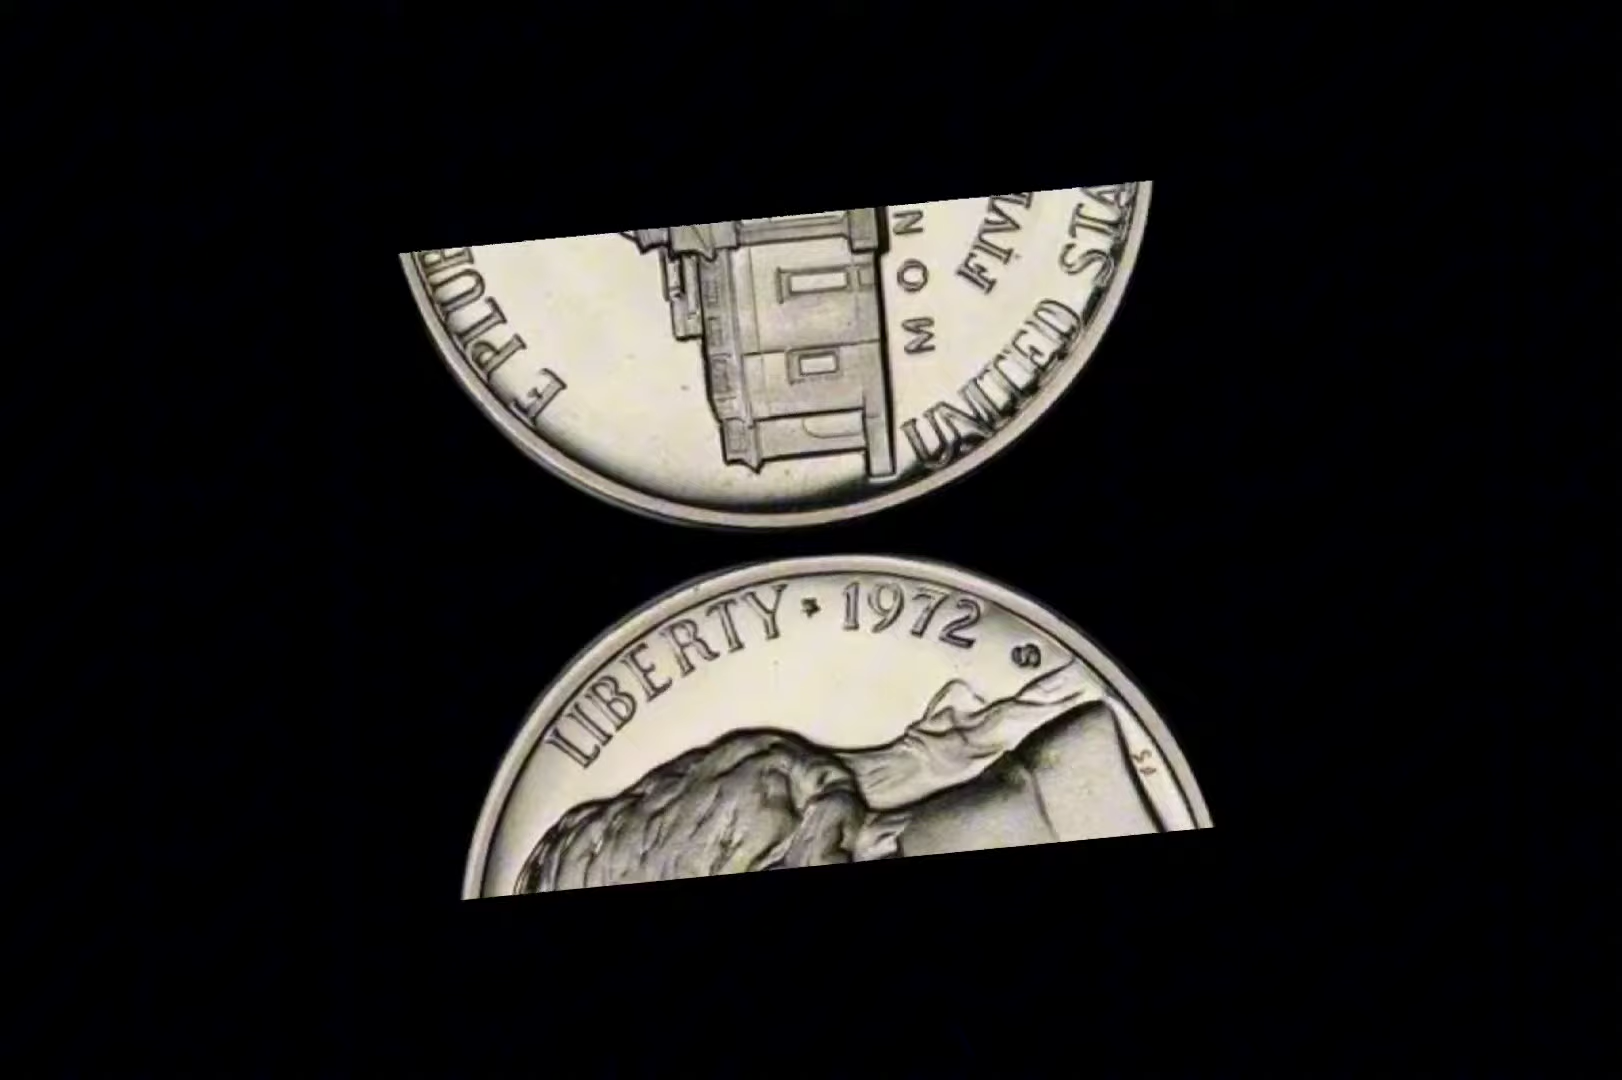 E PLUR
MON
FIVE
UNITED STA
LIBERTY ★ 1972
S